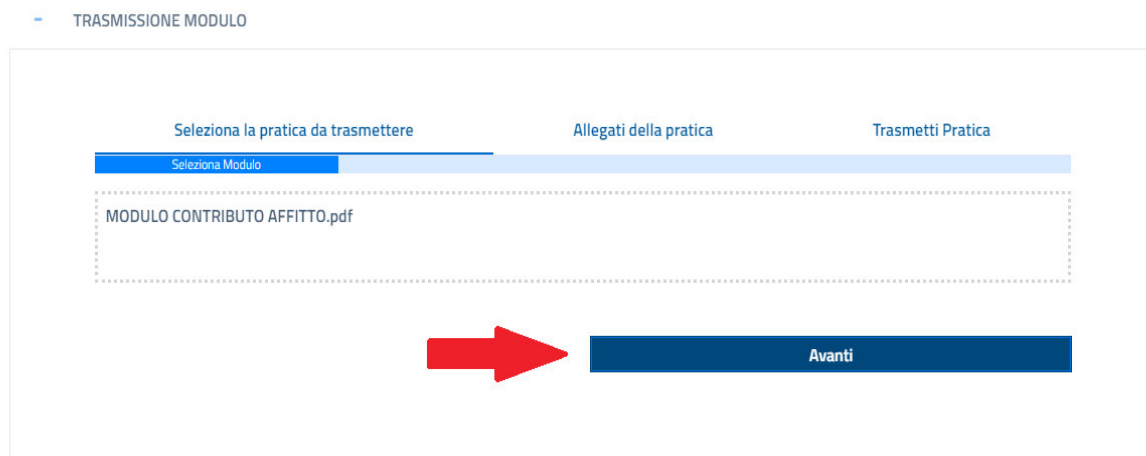 - TRASMISSIONE MODULO
Seleziona la pratica da trasmettere Allegati della pratica Trasmetti Pratica
Seleziona Modulo
MODULO CONTRIBUTO AFFITTO.pdf
Avanti